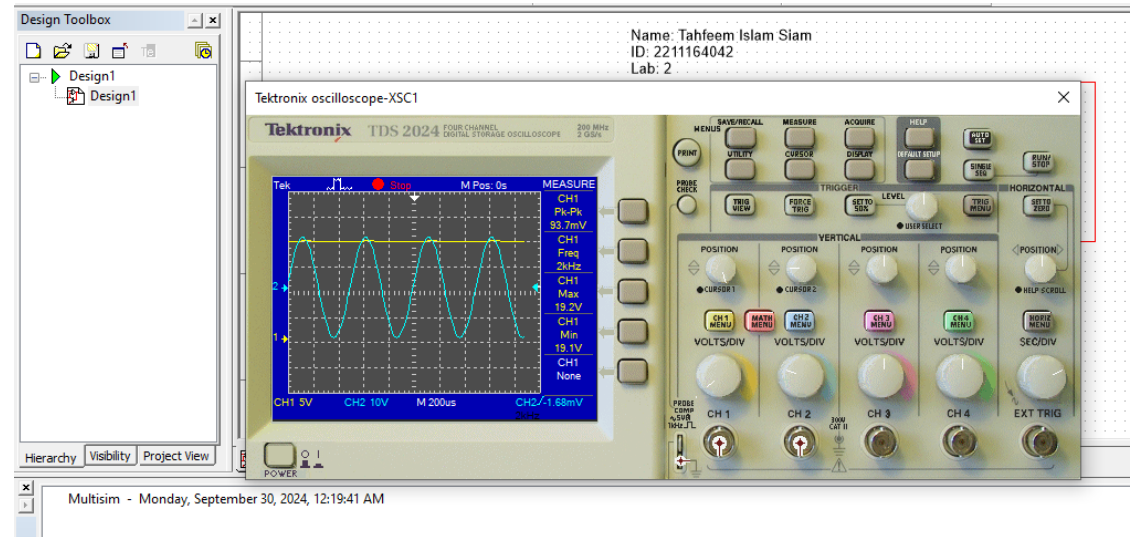 Design Toolbox
Design1
Design1
Hierarchy Visibility Project View
Name: Tahfeem Islam Siam
ID: 2211164042
Lab: 2
Tektronix oscilloscope-XSC1
Tektronix TDS 2024 FOUR CHANNEL DIGITAL STORAGE OSCILLOSCOPE 200 MHz 2 GS/s
Tek Stop M Pos: 0s MEASURE
CH1
Pk-Pk
93.7mV
CH1
Freq
2kHz
CH1
Max
19.2V
CH1
Min
19.1V
CH1
None
2
1
CH1 5V CH2 10V M 200us CH2 -1.68mV
2kHz
POWER
MENUS
SAVE/RECALL MEASURE ACQUIRE HELP
UTILITY CURSOR DISPLAY DEFAULT SETUP
PRINT
AUTO SET
SINGLE SEQ
RUN/STOP
PROBE CHECK
TRIGGER
TRIG VIEW
FORCE TRIG
SET TO 50%
LEVEL
USER SELECT
TRIG MENU
HORIZONTAL
SET TO ZERO
VERTICAL
POSITION POSITION POSITION POSITION POSITION
CURSOR 1 CURSOR 2 HELP SCROLL
CH 1 MENU
MATH MENU
CH 2 MENU
CH 3 MENU
CH 4 MENU
HORIZ MENU
VOLTS/DIV VOLTS/DIV VOLTS/DIV VOLTS/DIV SEC/DIV
PROBE COMP
~5V@
1kHz
CH 1 CH 2 CH 3 CH 4 EXT TRIG
300V
CAT II
Multisim - Monday, September 30, 2024, 12:19:41 AM